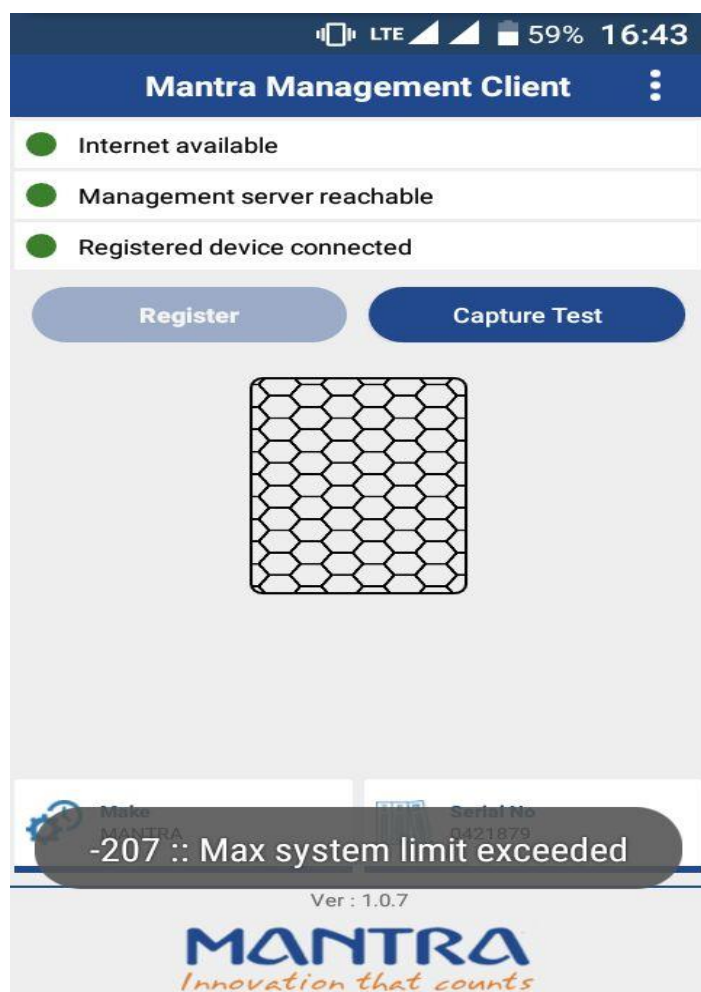 LTE 59% 16:43
Mantra Management Client
Internet available
Management server reachable
Registered device connected
Register Capture Test
Make Serial No
MANTRA 0421879
-207 :: Max system limit exceeded
Ver : 1.0.7
MANTRA
Innovation that counts